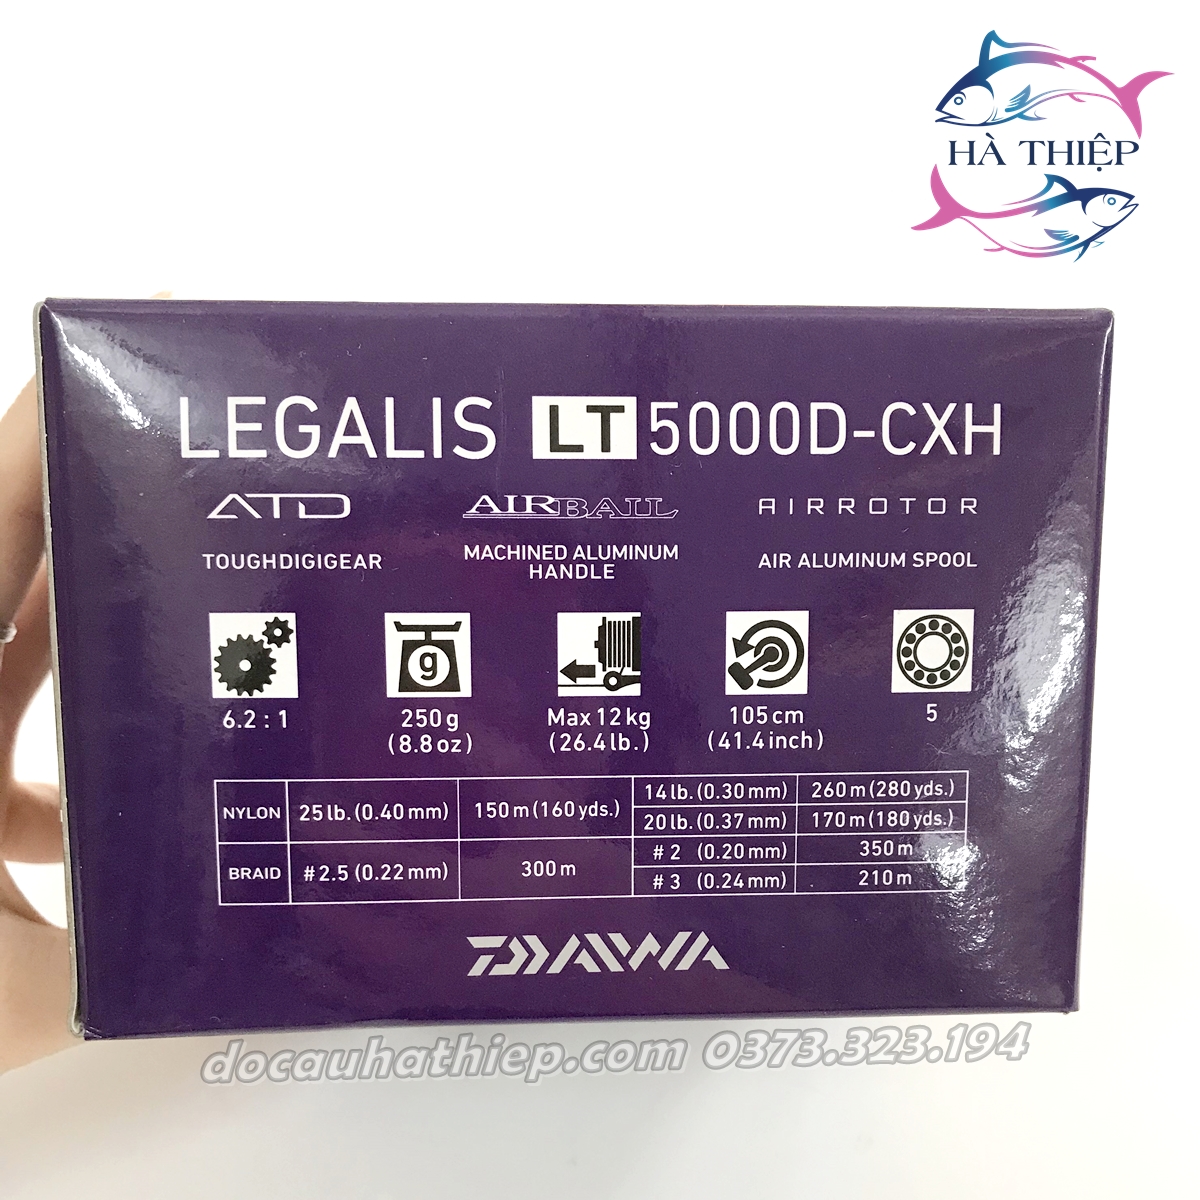 HÀ THIỆP
LEGALIS LT 5000D-CXH
ATD AIRBAIL AIRROTOR
TOUGHDIGIGEAR MACHINED ALUMINUM HANDLE AIR ALUMINUM SPOOL
g
6.2 : 1 250 g Max 12 kg 105 cm 5
(8.8 oz) (26.4 lb.) (41.4 inch)
NYLON 25 lb. (0.40 mm) 150 m (160 yds.) 14 lb. (0.30 mm) 260 m (280 yds.)
20 lb. (0.37 mm) 170 m (180 yds.)
BRAID #2.5 (0.22 mm) 300 m #2 (0.20 mm) 350 m
#3 (0.24 mm) 210 m
DAIWA
docauhathiep.com 0373.323.194